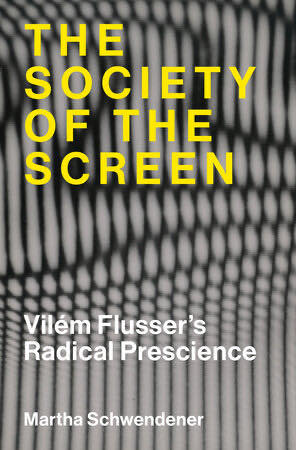 THE
SOCIETY
OF THE
SCREEN
Vilém Flusser's
Radical Prescience
Martha Schwendener